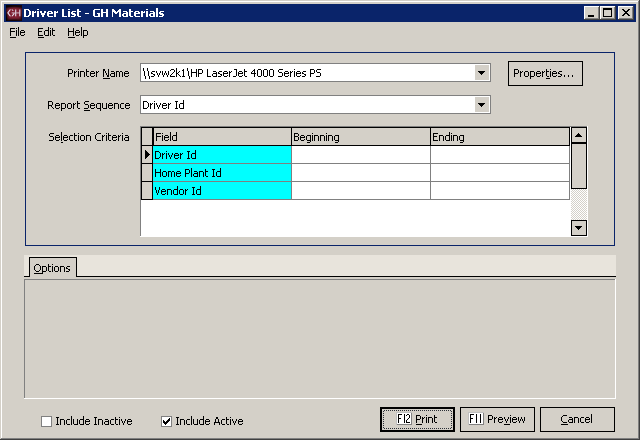 GH Driver List - GH Materials
File Edit Help
Printer Name \\svw2k1\HP LaserJet 4000 Series PS Properties...
Report Sequence Driver Id
Selection Criteria Field Beginning Ending
Driver Id
Home Plant Id
Vendor Id
Options
Include Inactive Include Active F12 Print F11 Preview Cancel